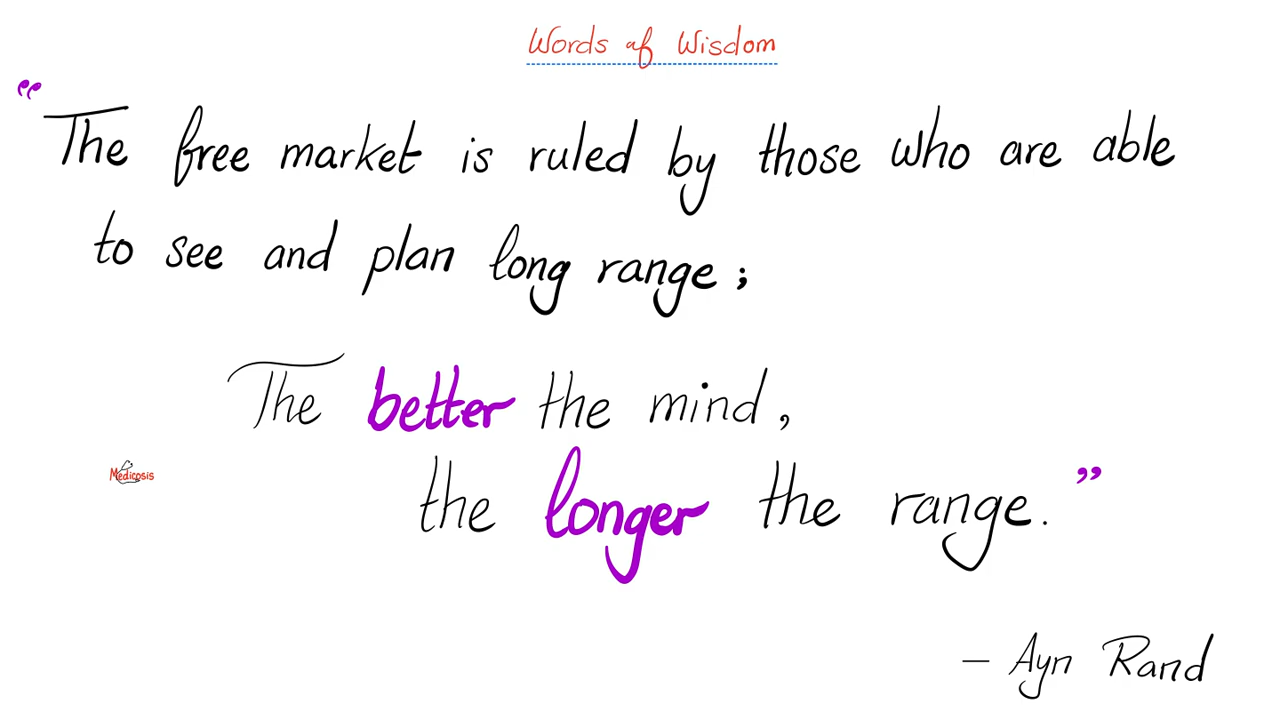 Words of Wisdom
“The free market is ruled by those who are able
to see and plan long range;
The better the mind,
the longer the range.”
Medicosis
– Ayn Rand